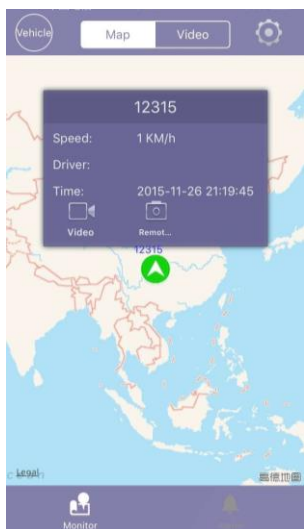 Vehicle
Map
Video
12315
Speed: 1 KM/h
Driver:
Time: 2015-11-26 21:19:45
Video
Remot...
12315
Legal
高德地图
Monitor